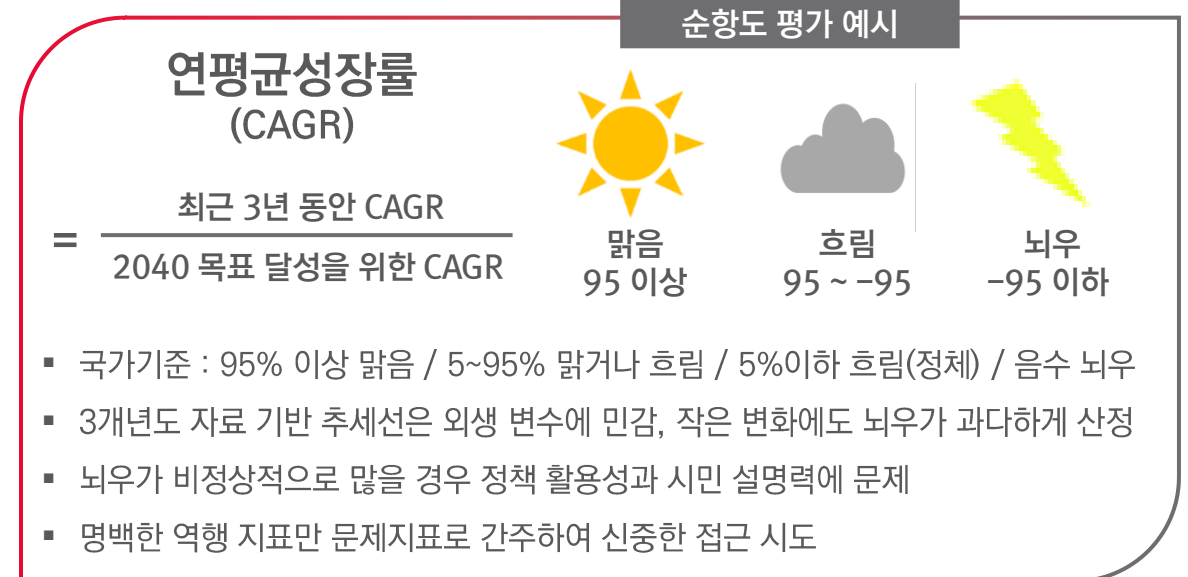 순항도 평가 예시
연평균성장률
(CAGR)
= 최근 3년 동안 CAGR
2040 목표 달성을 위한 CAGR
맑음
95 이상
흐림
95 ~ –95
뇌우
–95 이하
▪ 국가기준 : 95% 이상 맑음 / 5~95% 맑거나 흐림 / 5%이하 흐림(정체) / 음수 뇌우
▪ 3개년도 자료 기반 추세선은 외생 변수에 민감, 작은 변화에도 뇌우가 과다하게 산정
▪ 뇌우가 비정상적으로 많을 경우 정책 활용성과 시민 설명력에 문제
▪ 명백한 역행 지표만 문제지표로 간주하여 신중한 접근 시도